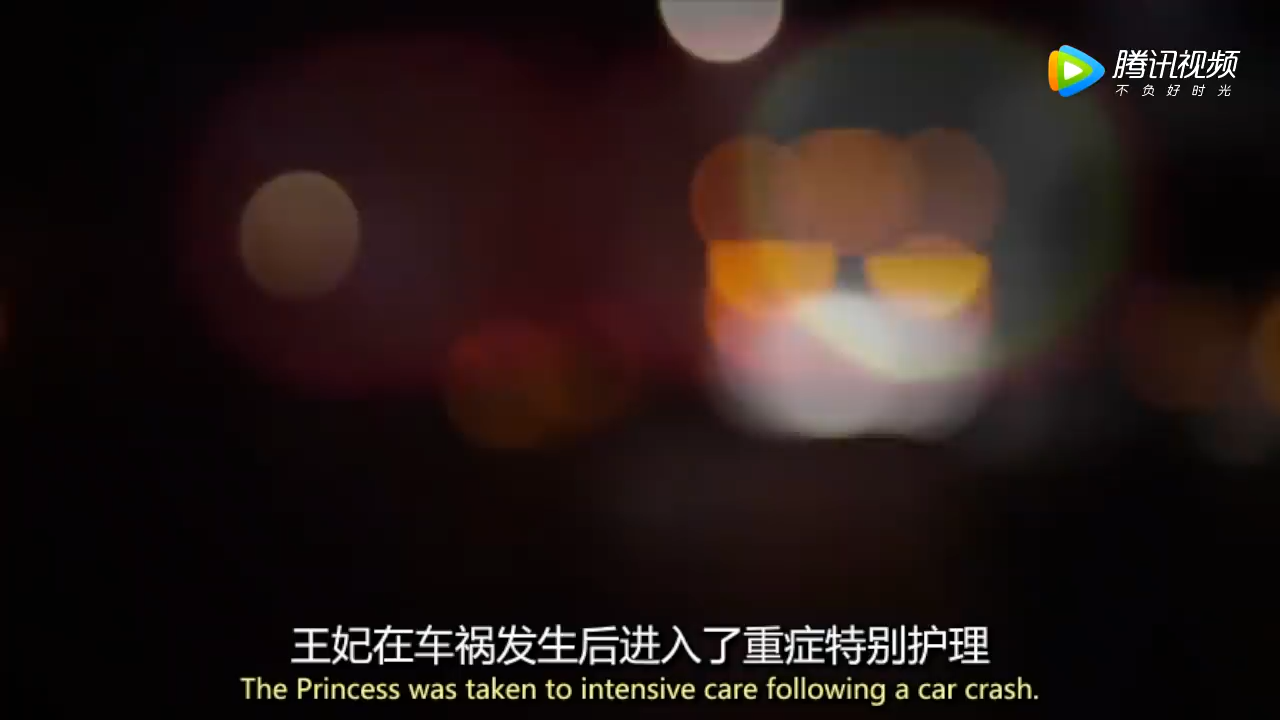 腾讯视频
不负好时光
王妃在车祸发生后进入了重症特别护理
The Princess was taken to intensive care following a car crash.